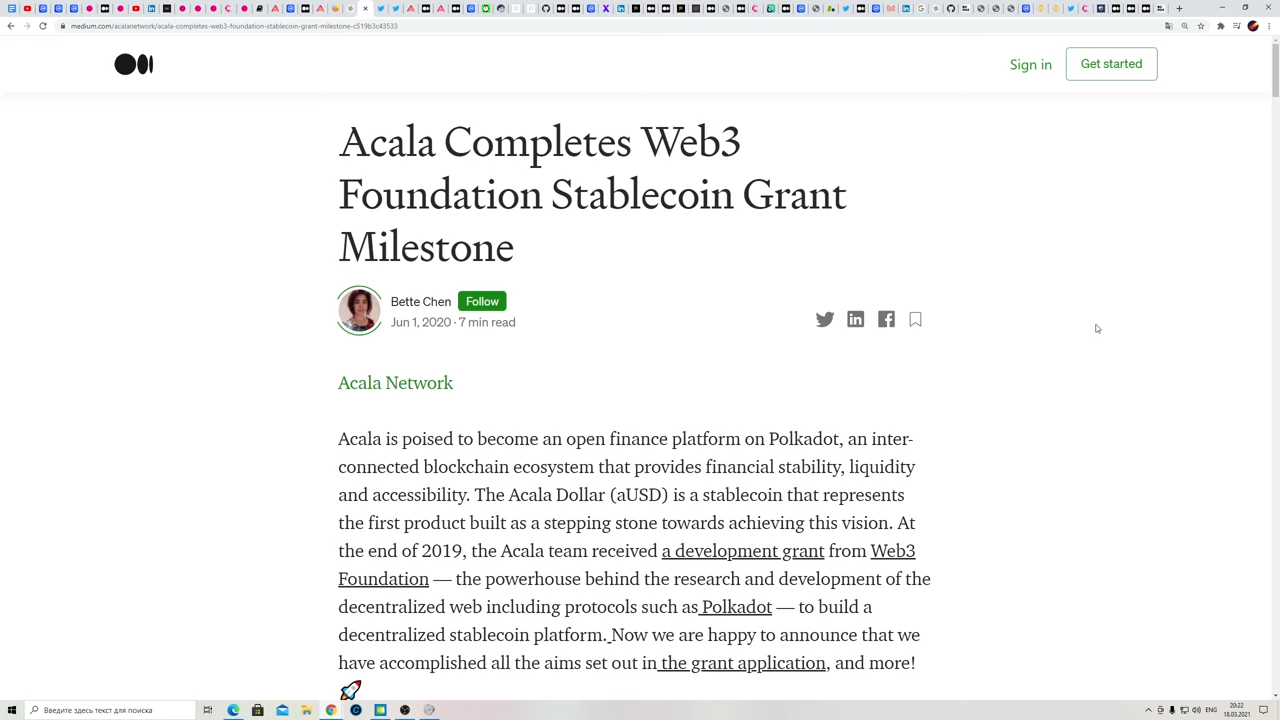 medium.com/acalanetwork/acala-completes-web3-foundation-stablecoin-grant-milestone-c519b3c43533
Sign in
Get started
Acala Completes Web3
Foundation Stablecoin Grant
Milestone
Bette Chen Follow
Jun 1, 2020 · 7 min read
Acala Network
Acala is poised to become an open finance platform on Polkadot, an inter-
connected blockchain ecosystem that provides financial stability, liquidity
and accessibility. The Acala Dollar (aUSD) is a stablecoin that represents
the first product built as a stepping stone towards achieving this vision. At
the end of 2019, the Acala team received a development grant from Web3
Foundation — the powerhouse behind the research and development of the
decentralized web including protocols such as Polkadot — to build a
decentralized stablecoin platform. Now we are happy to announce that we
have accomplished all the aims set out in the grant application, and more!
🚀
Введите здесь текст для поиска
ENG
20:22
18.03.2021